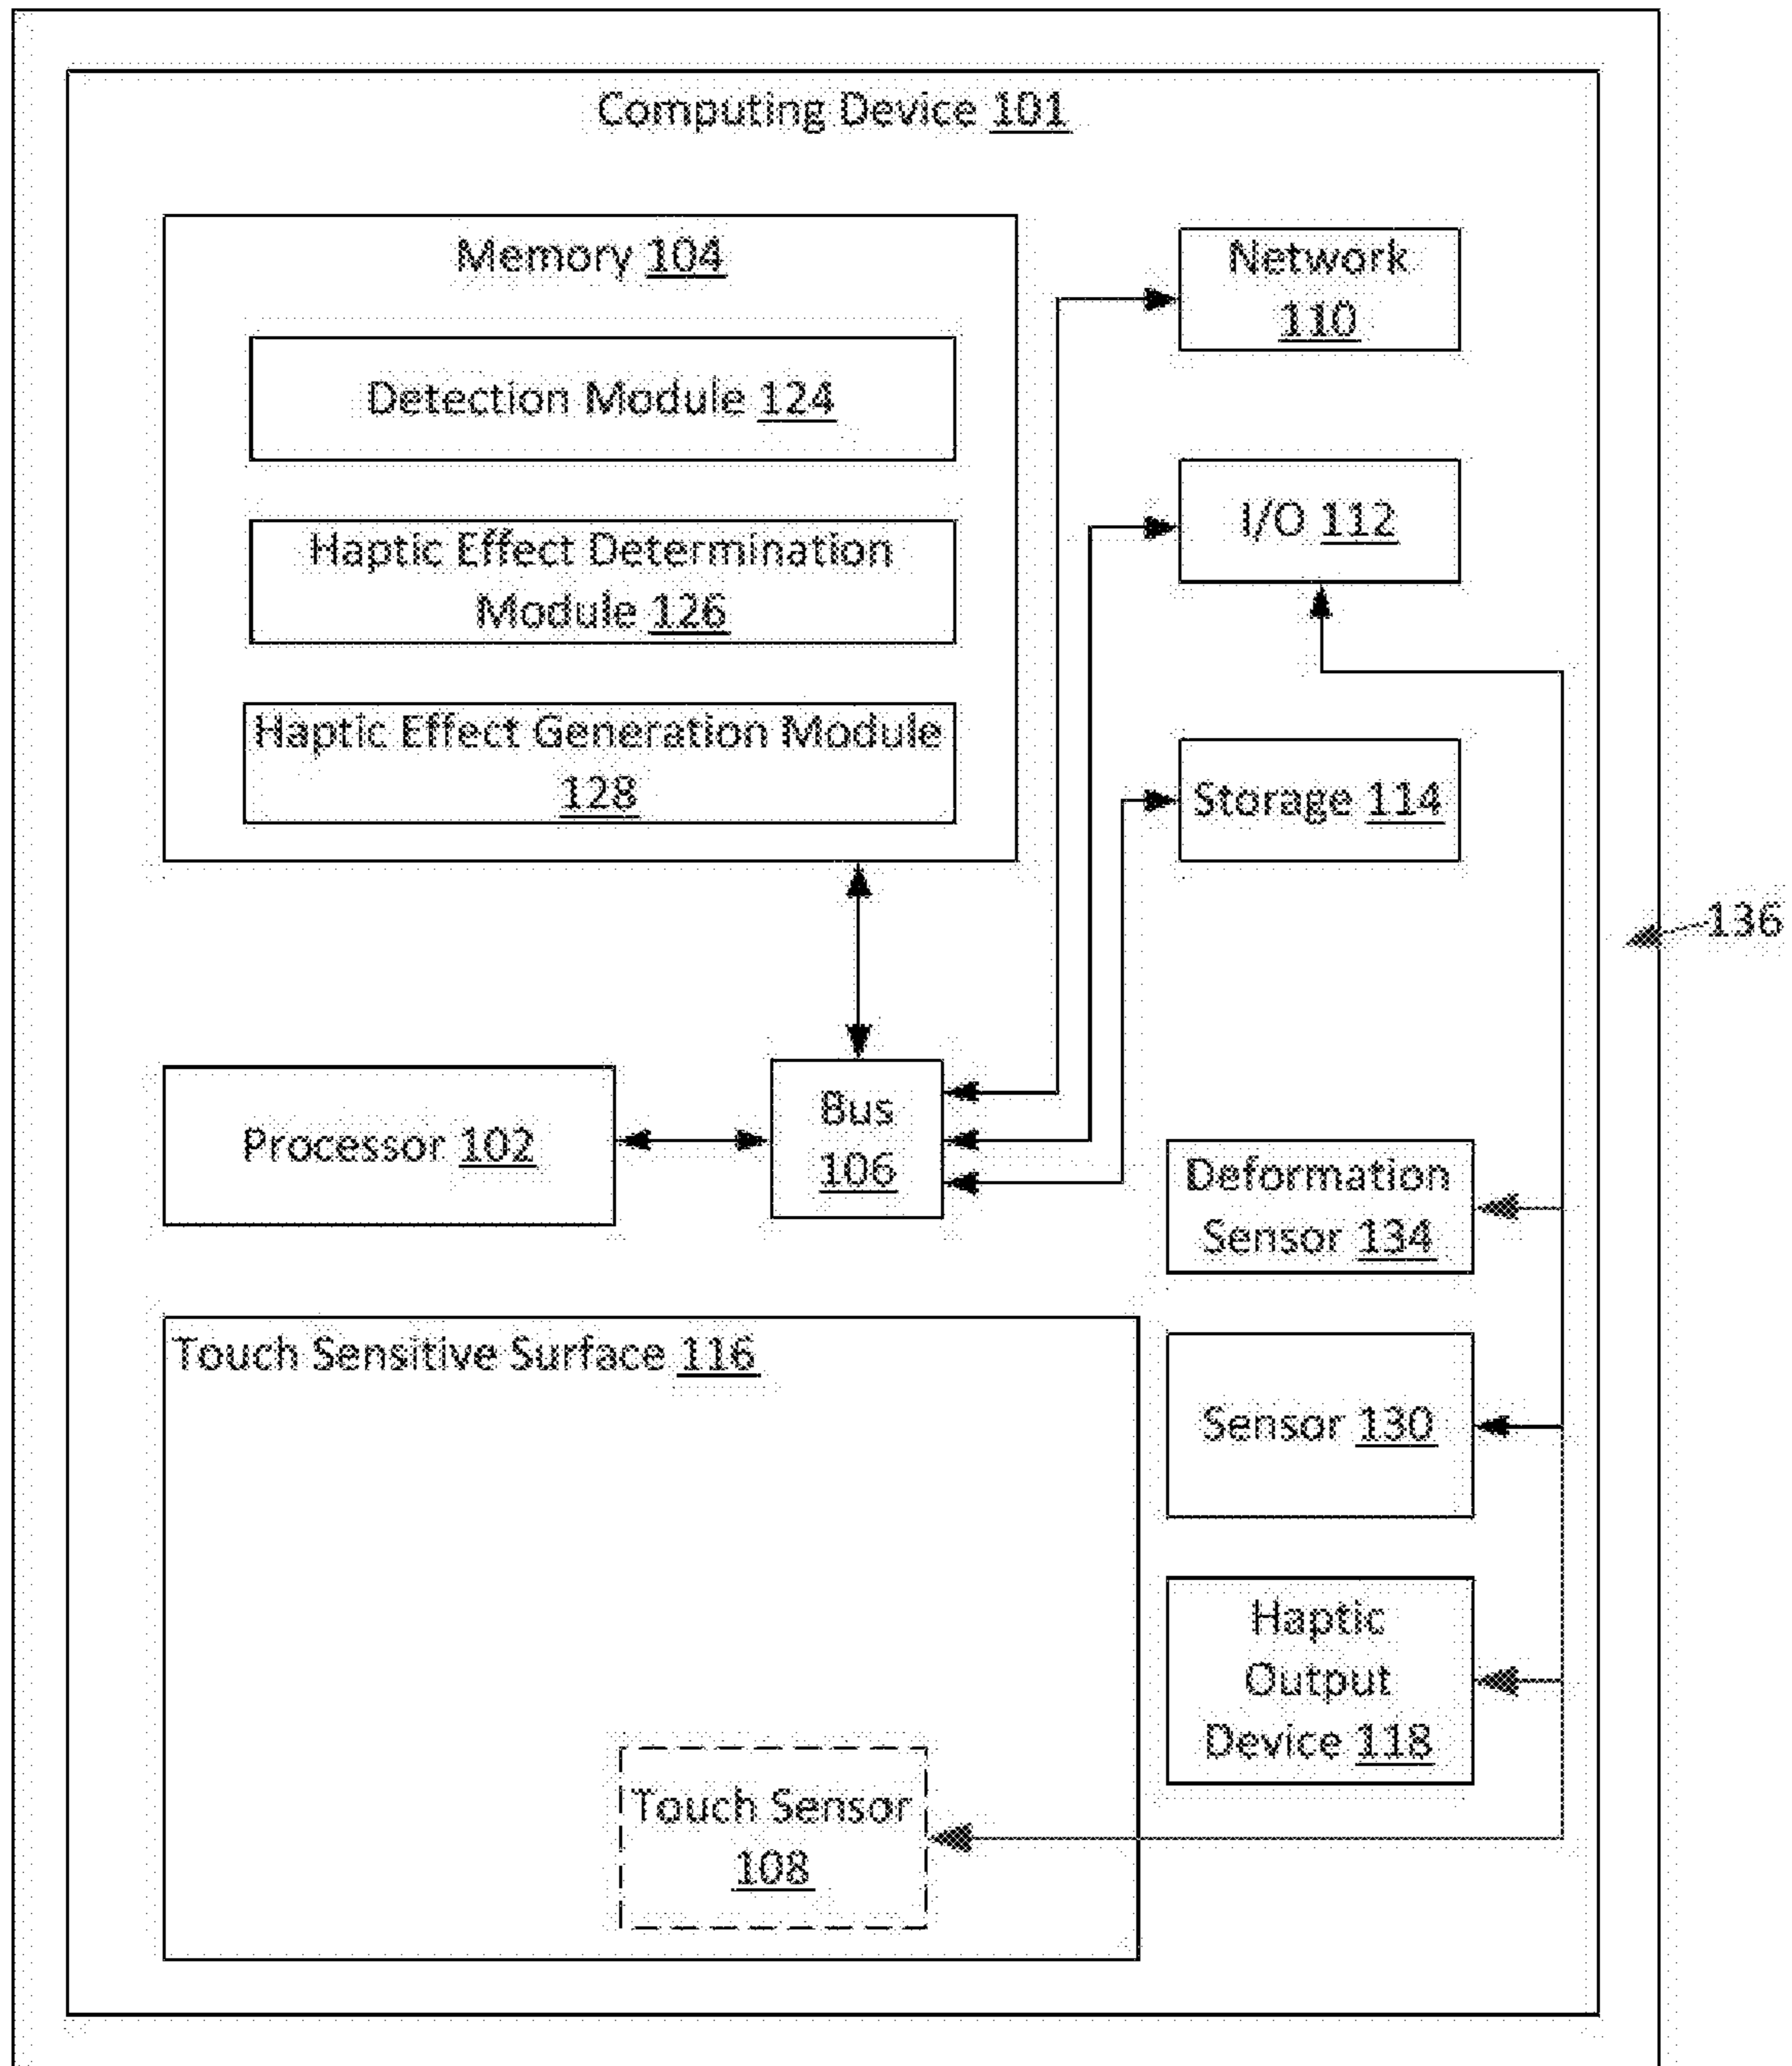 Computing Device 101
Memory 104
Detection Module 124
Haptic Effect Determination
Module 126
Haptic Effect Generation Module
128
Network
110
I/O 112
Storage 114
136
Processor 102
Bus
106
Deformation
Sensor 134
Touch Sensitive Surface 116
Sensor 130
Haptic
Output
Device 118
Touch Sensor
108